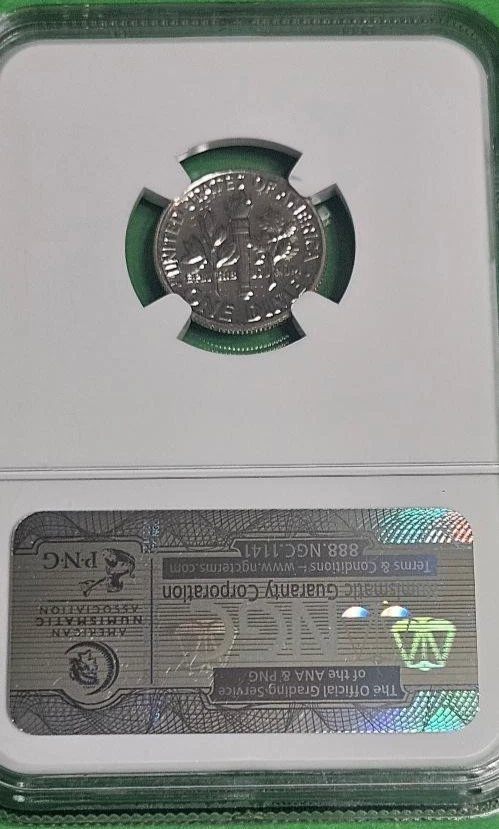 UNITED STATES OF
ONE DIME
The Official Grading Service
of the ANA & PNG
NGC
Numismatic Guaranty Corporation
Terms & Conditions – www.ngcterms.com
888.NGC.1141
AMERICAN
NUMISMATIC
ASSOCIATION
P·N·G